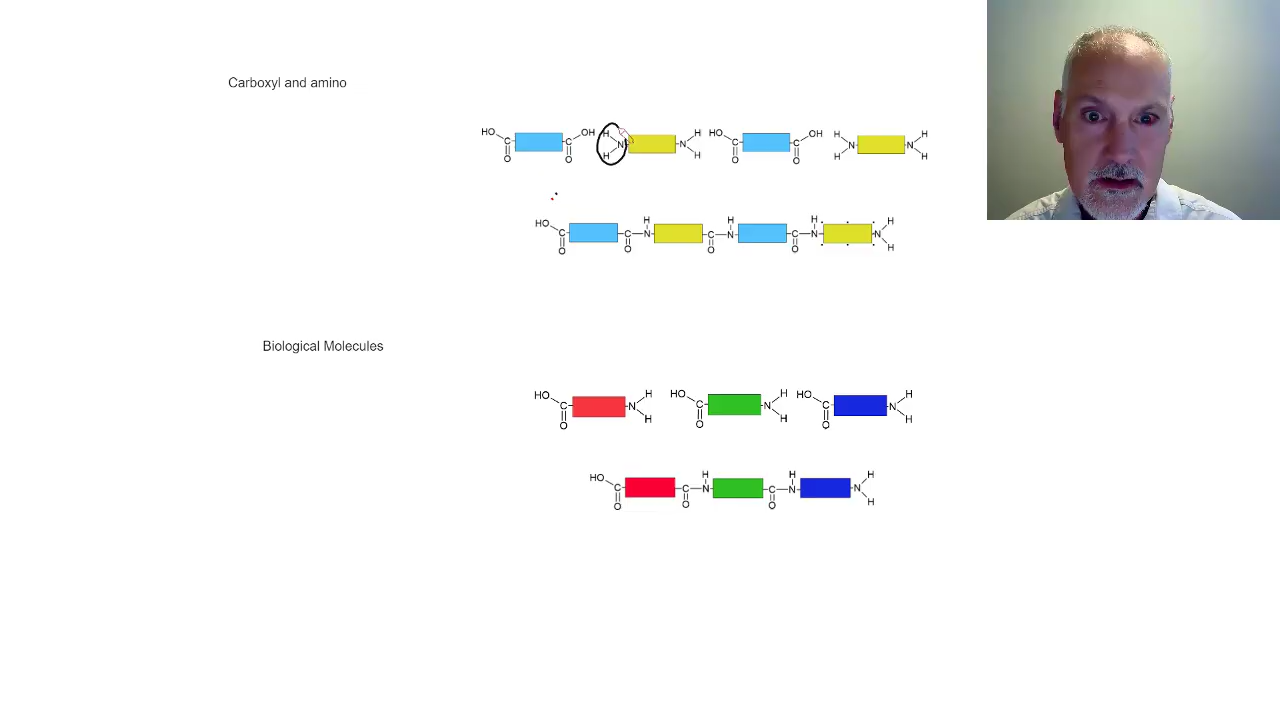 Carboxyl and amino
HO C O C OH O H N H N H H HO C O C OH O H N H N H H
HO C O C O N H C O N H C O N H N H H
Biological Molecules
HO C O N H H HO C O N H H HO C O N H H
HO C O C O N H C O N H N H H